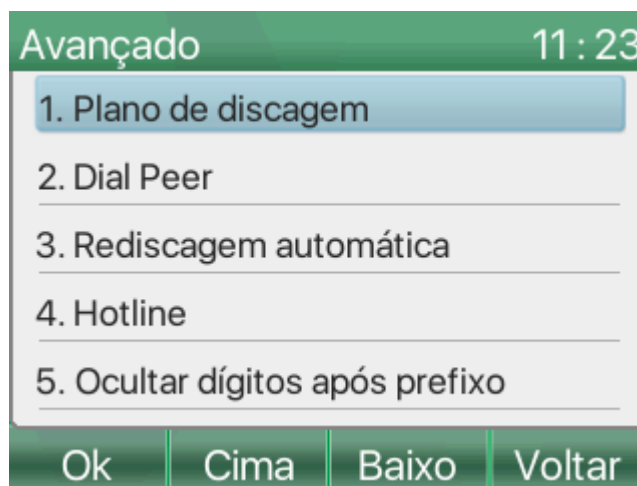 Avançado 11:23
1. Plano de discagem
2. Dial Peer
3. Rediscagem automática
4. Hotline
5. Ocultar dígitos após prefixo
Ok Cima Baixo Voltar